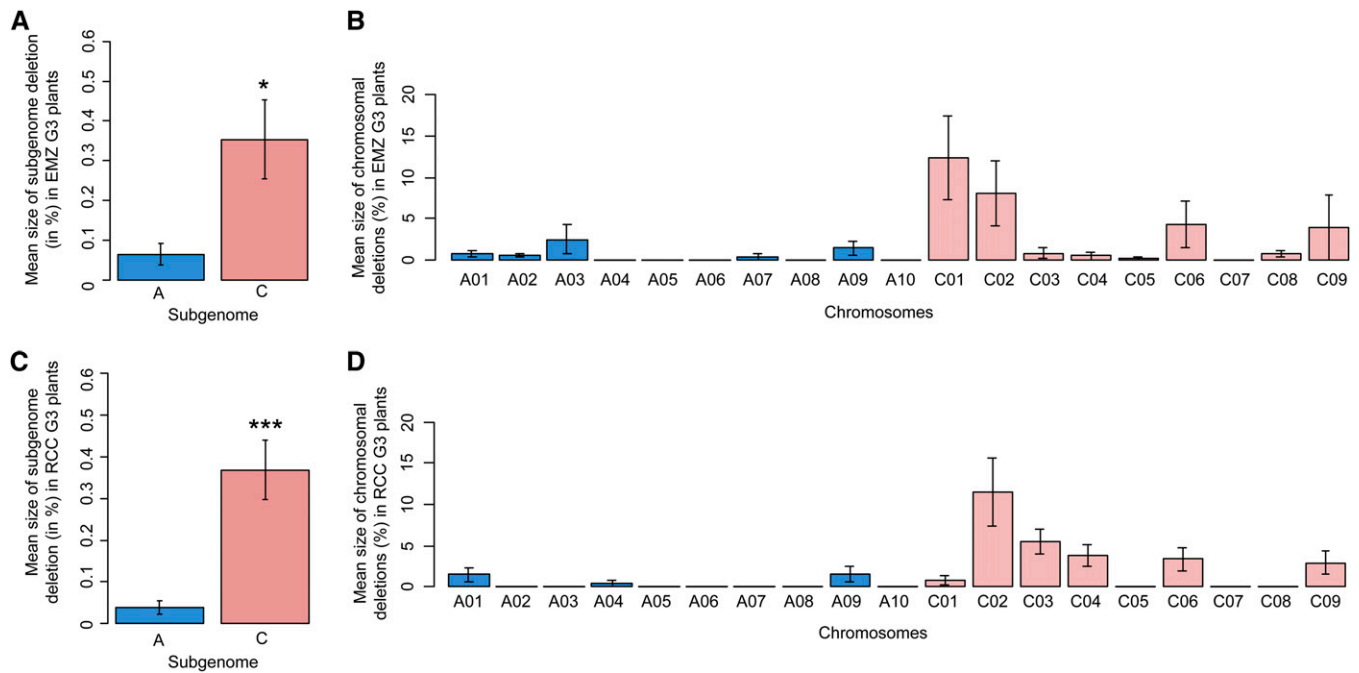 A
Mean size of subgenome deletion
(in %) in EMZ G3 plants
0.6
0.5
0.4
0.3
0.2
0.1
0
*
A C
Subgenome
B
Mean size of chromosomal
deletions (%) in EMZ G3 plants
20
15
10
5
0
A01 A02 A03 A04 A05 A06 A07 A08 A09 A10 C01 C02 C03 C04 C05 C06 C07 C08 C09
Chromosomes
C
Mean size of subgenome
deletion (in %) in RCC G3 plants
0.6
0.5
0.4
0.3
0.2
0.1
0
***
A C
Subgenome
D
Mean size of chromosomal
deletions (%) in RCC G3 plants
20
15
10
5
0
A01 A02 A03 A04 A05 A06 A07 A08 A09 A10 C01 C02 C03 C04 C05 C06 C07 C08 C09
Chromosomes